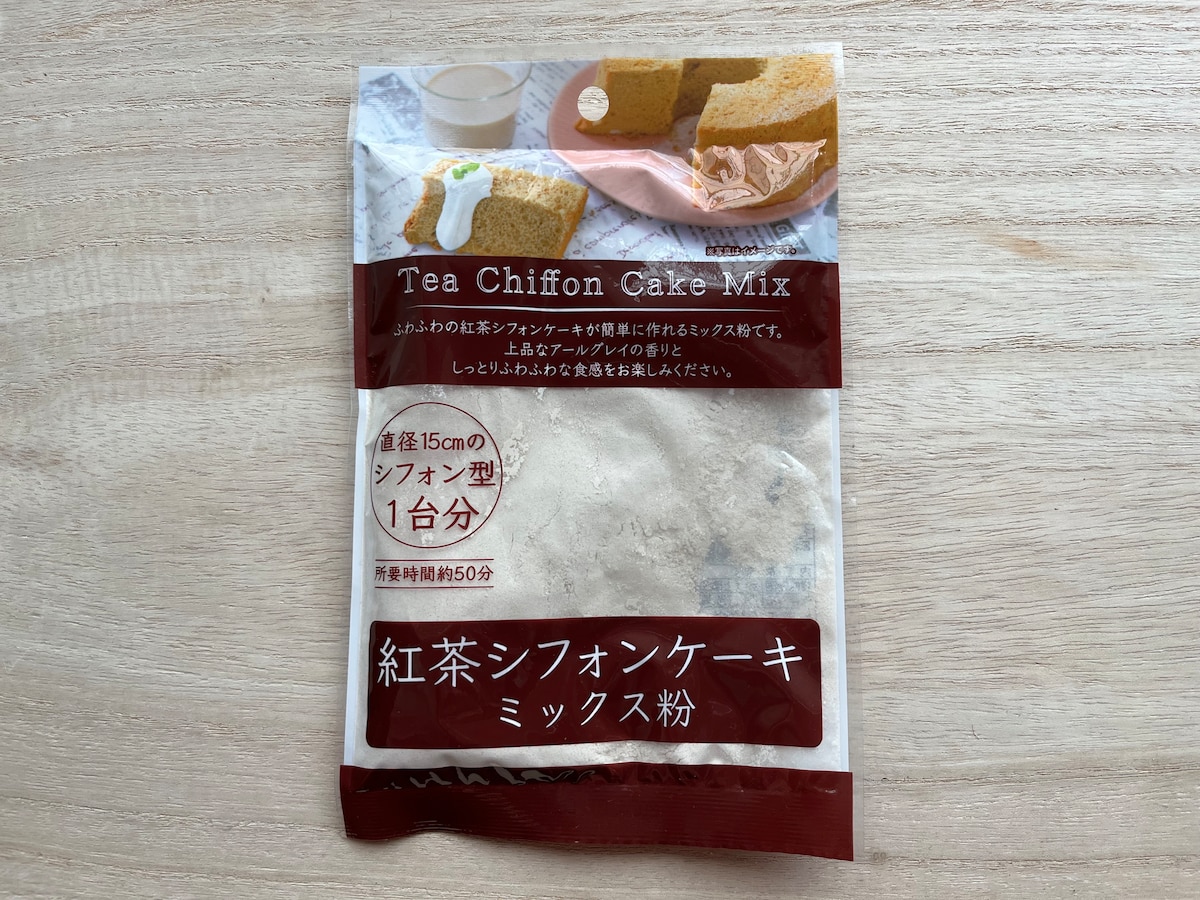 ※写真はイメージです。
Tea Chiffon Cake Mix
ふわふわの紅茶シフォンケーキが簡単に作れるミックス粉です。
上品なアールグレイの香りと
しっとりふわふわな食感をお楽しみください。
直径15cmの
シフォン型
1台分
所要時間約50分
紅茶シフォンケーキ
ミックス粉